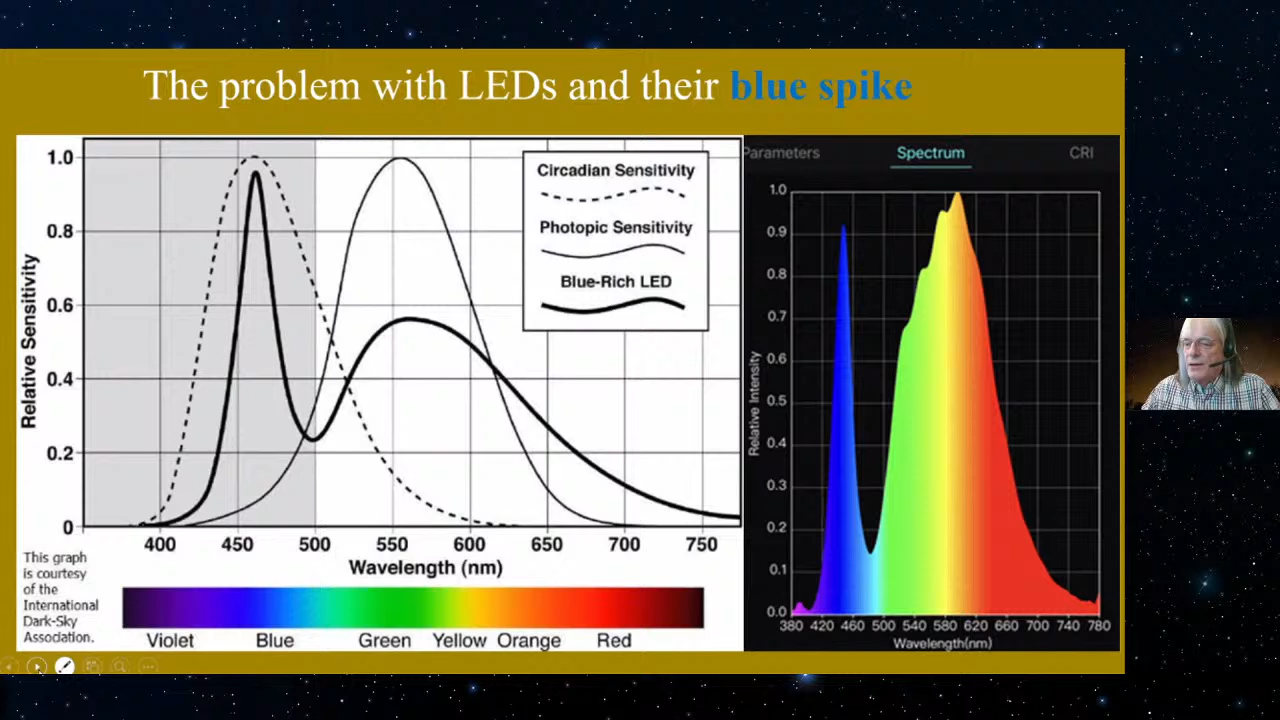 The problem with LEDs and their blue spike
1.0
0.8
0.6
0.4
0.2
0
Relative Sensitivity
Circadian Sensitivity
Photopic Sensitivity
Blue-Rich LED
400 450 500 550 600 650 700 750
Wavelength (nm)
This graph
is courtesy
of the
International
Dark-Sky
Association.
Violet Blue Green Yellow Orange Red
Parameters Spectrum CRI
1.0
0.9
0.8
0.7
0.6
0.5
0.4
0.3
0.2
0.1
0.0
Relative Intensity
380 420 460 500 540 580 620 660 700 740 780
Wavelength(nm)